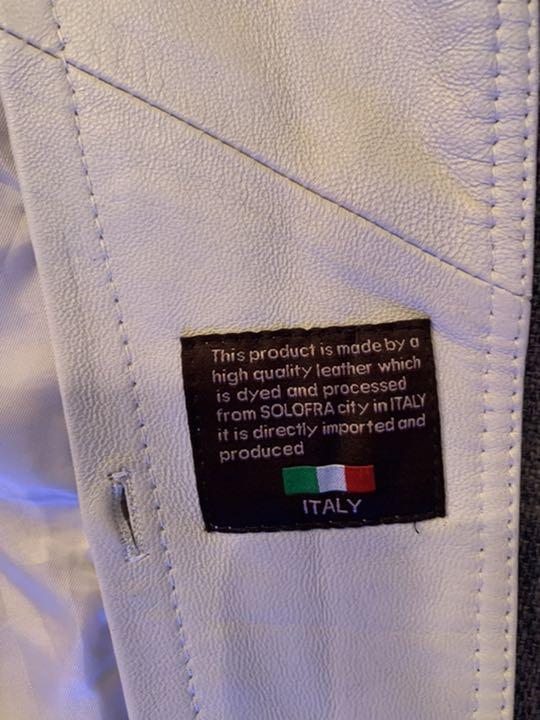 This product is made by a
high quality leather which
is dyed and processed
from SOLOFRA city in ITALY
it is directly imported and
produced
ITALY